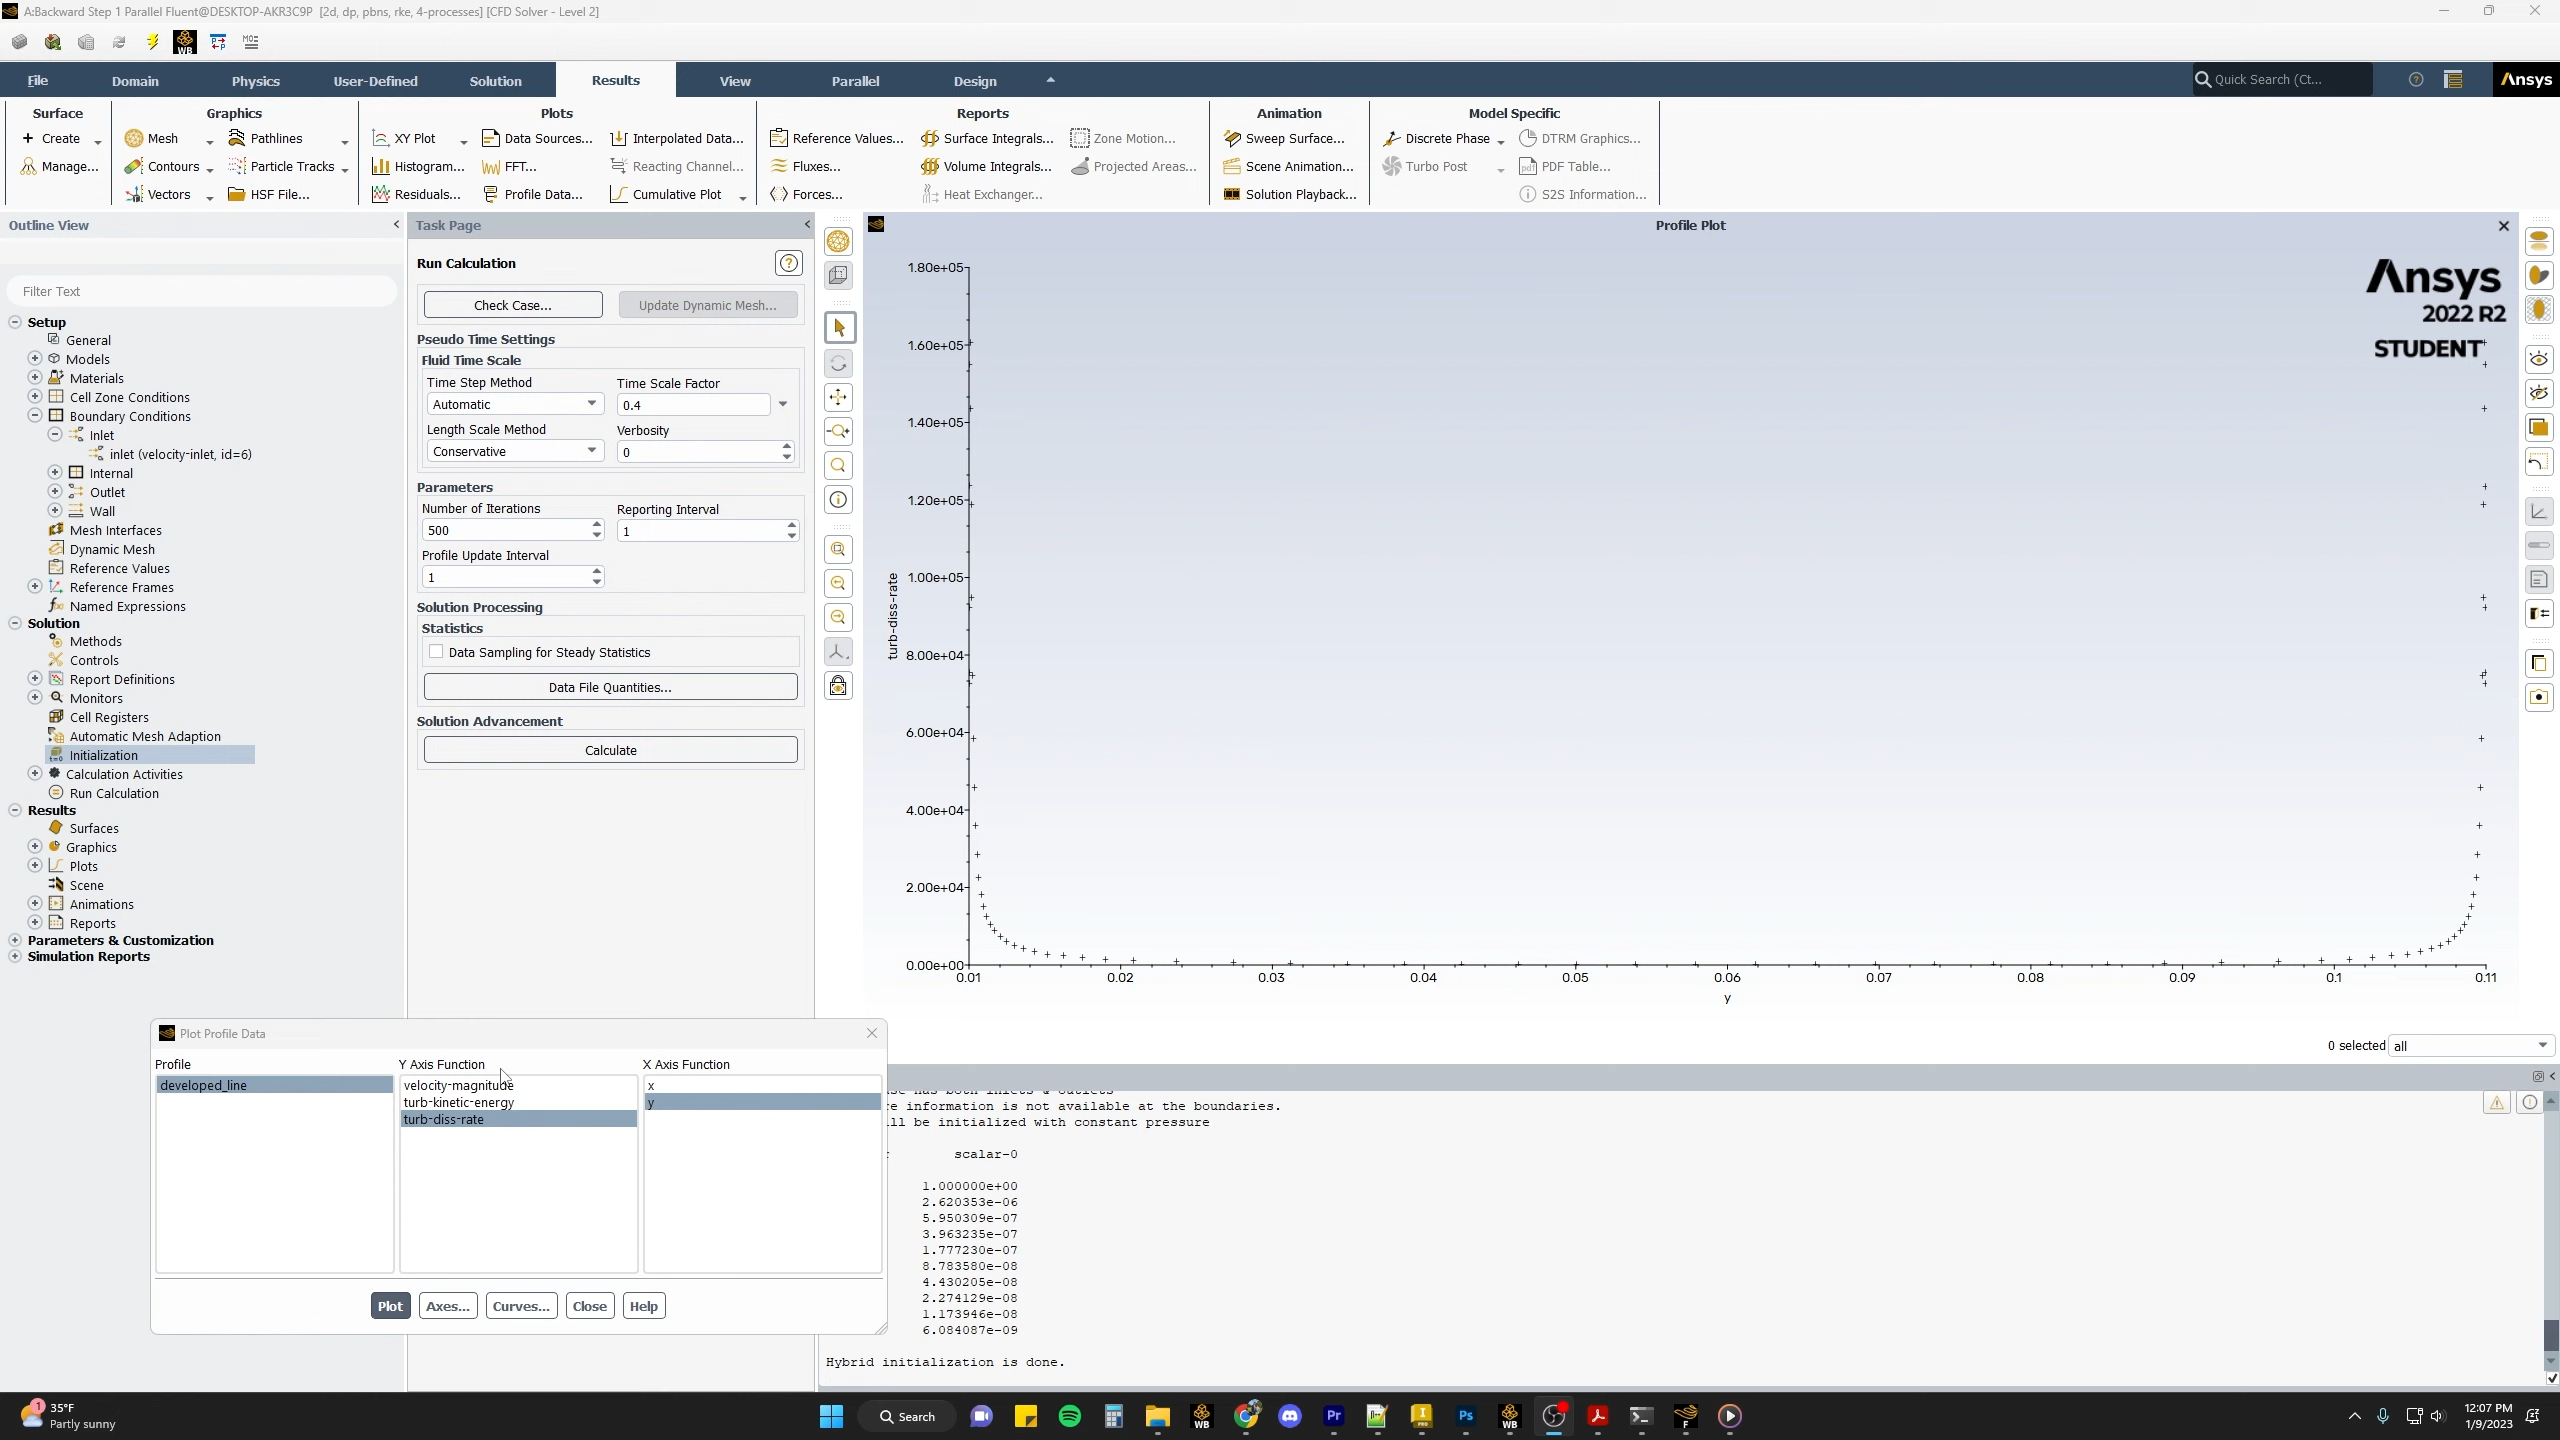 A:Backward Step 1 Parallel Fluent@DESKTOP-AKR3C9P [2d, dp, pbns, rke, 4-processes] [CFD Solver - Level 2]
File Domain Physics User-Defined Solution Results View Parallel Design Quick Search (Ct... Ansys
Surface Graphics Plots Reports Animation Model Specific
Create Mesh Pathlines XY Plot Data Sources... Interpolated Data... Reference Values... Surface Integrals... Zone Motion... Sweep Surface... Discrete Phase DTRM Graphics...
Manage... Contours Particle Tracks Histogram... FFT... Reacting Channel... Fluxes... Volume Integrals... Projected Areas... Scene Animation... Turbo Post PDF Table...
Vectors HSF File... Residuals... Profile Data... Cumulative Plot Forces... Heat Exchanger... Solution Playback... S2S Information...
Outline View
Filter Text
Setup
General
Models
Materials
Cell Zone Conditions
Boundary Conditions
Inlet
inlet (velocity-inlet, id=6)
Internal
Outlet
Wall
Mesh Interfaces
Dynamic Mesh
Reference Values
Reference Frames
Named Expressions
Solution
Methods
Controls
Report Definitions
Monitors
Cell Registers
Automatic Mesh Adaption
Initialization
Calculation Activities
Run Calculation
Results
Surfaces
Graphics
Plots
Scene
Animations
Reports
Parameters & Customization
Simulation Reports
Task Page
Run Calculation
Check Case... Update Dynamic Mesh...
Pseudo Time Settings
Fluid Time Scale
Time Step Method Time Scale Factor
Automatic 0.4
Length Scale Method Verbosity
Conservative 0
Parameters
Number of Iterations Reporting Interval
500 1
Profile Update Interval
1
Solution Processing
Statistics
Data Sampling for Steady Statistics
Data File Quantities...
Solution Advancement
Calculate
Profile Plot
Ansys
2022 R2
STUDENT
turb-diss-rate
1.80e+05
1.60e+05
1.40e+05
1.20e+05
1.00e+05
8.00e+04
6.00e+04
4.00e+04
2.00e+04
0.00e+00
0.01 0.02 0.03 0.04 0.05 0.06 0.07 0.08 0.09 0.1 0.11
y
0 selected all
Plot Profile Data
Profile Y Axis Function X Axis Function
developed_line velocity-magnitude x
turb-kinetic-energy y
turb-diss-rate
Plot Axes... Curves... Close Help
information is not available at the boundaries.
be initialized with constant pressure
scalar-0
1.000000e+00
2.620353e-06
5.950309e-07
3.963235e-07
1.777230e-07
8.783580e-08
4.430205e-08
2.274129e-08
1.173946e-08
6.084087e-09
Hybrid initialization is done.
1 35°F
Partly sunny
Search
12:07 PM
1/9/2023